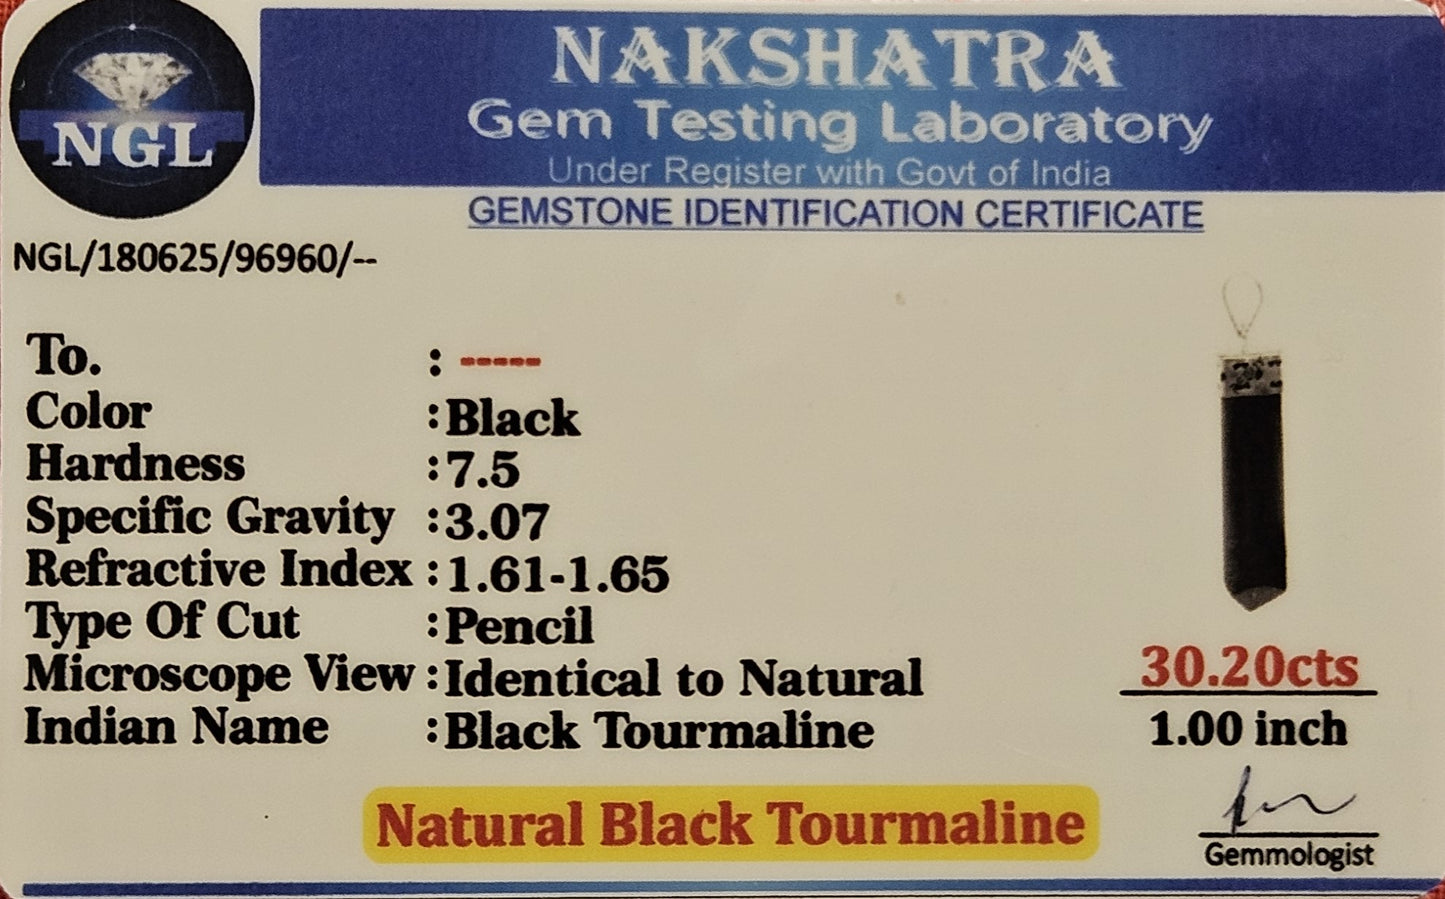 NGL
NAKSHATRA
Gem Testing Laboratory
Under Register with Govt of India
GEMSTONE IDENTIFICATION CERTIFICATE
NGL/180625/96960/--
To. : -----
Color :Black
Hardness :7.5
Specific Gravity :3.07
Refractive Index :1.61-1.65
Type Of Cut :Pencil
Microscope View :Identical to Natural
Indian Name :Black Tourmaline
30.20cts
1.00 inch
Natural Black Tourmaline
Gemmologist